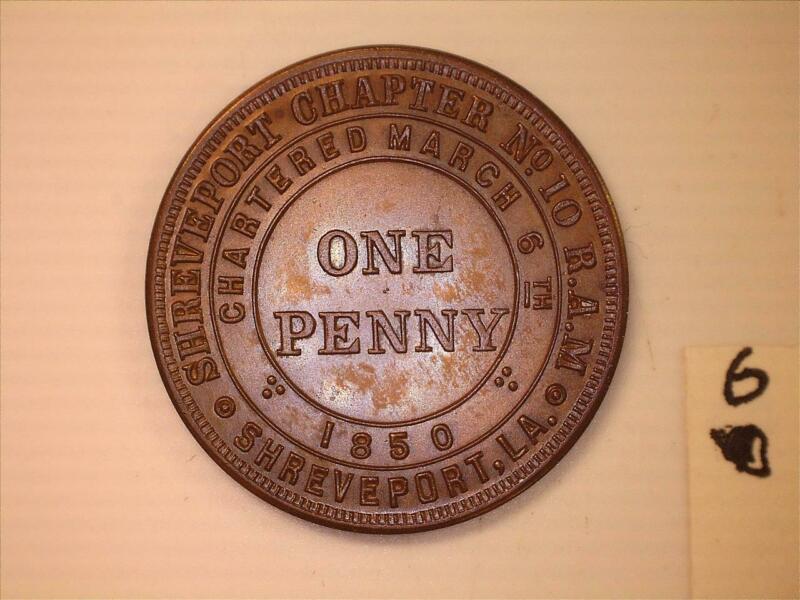 SHREVEPORT CHAPTER NO. 10 R.A.M
SHREVEPORT, LA.
CHARTERED MARCH 6TH
1850
ONE
PENNY
6